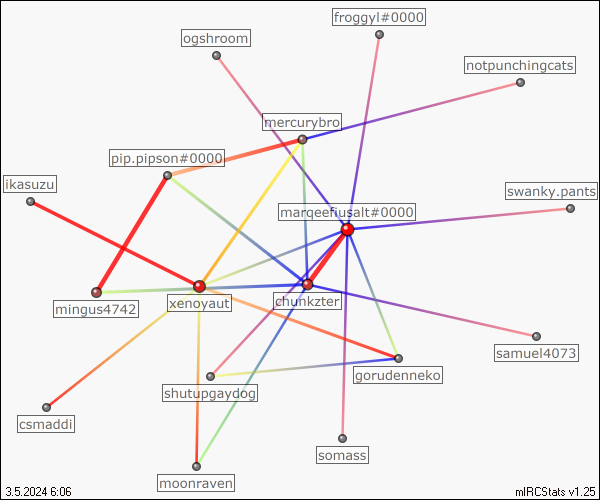 froggyl#0000
ogshroom
notpunchingcats
mercurybro
pip.pipson#0000
ikasuzu
swanky.pants
marqeefiusalt#0000
xenoyaut
chunkzter
mingus4742
samuel4073
gorudenneko
shutupgaydog
csmaddi
somass
moonraven
3.5.2024 6:06
mIRCStats v1.25